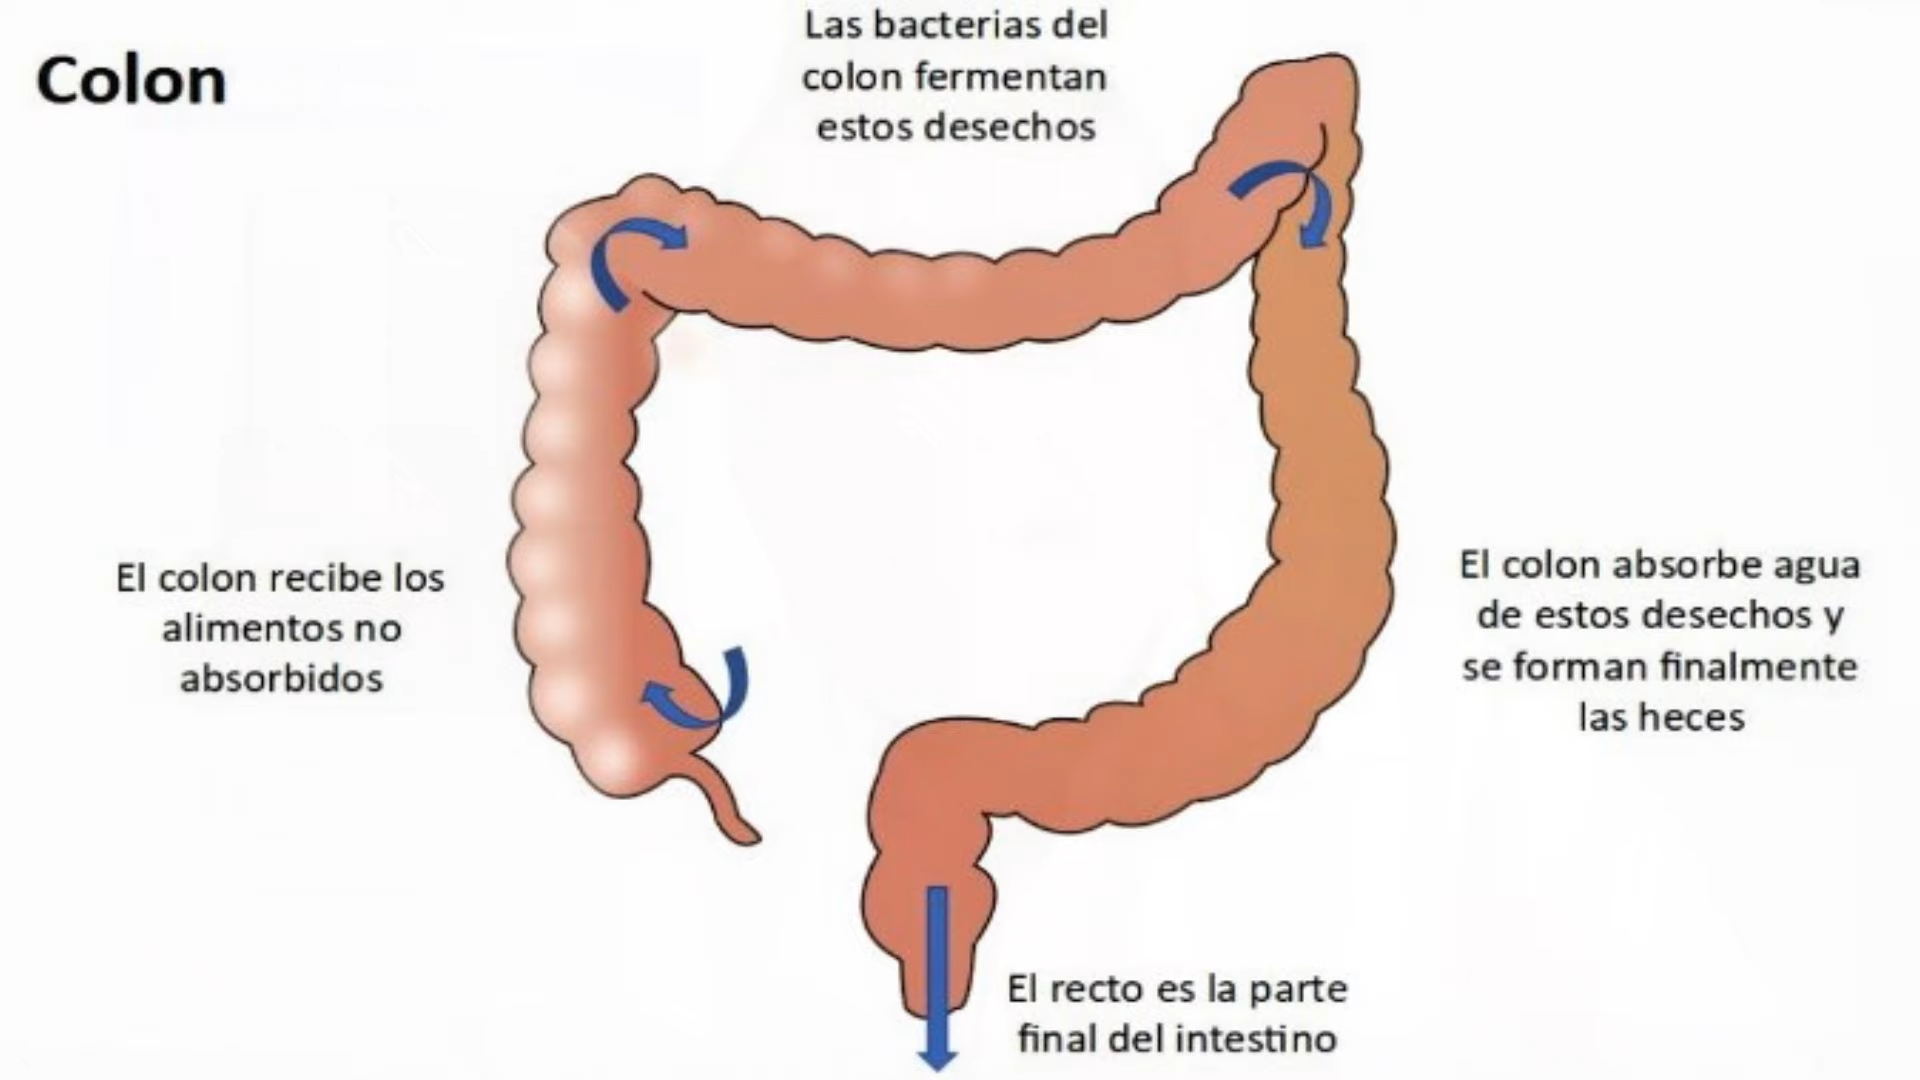 Colon
Las bacterias del
colon fermentan
estos desechos
El colon recibe los
alimentos no
absorbidos
El colon absorbe agua
de estos desechos y
se forman finalmente
las heces
El recto es la parte
final del intestino